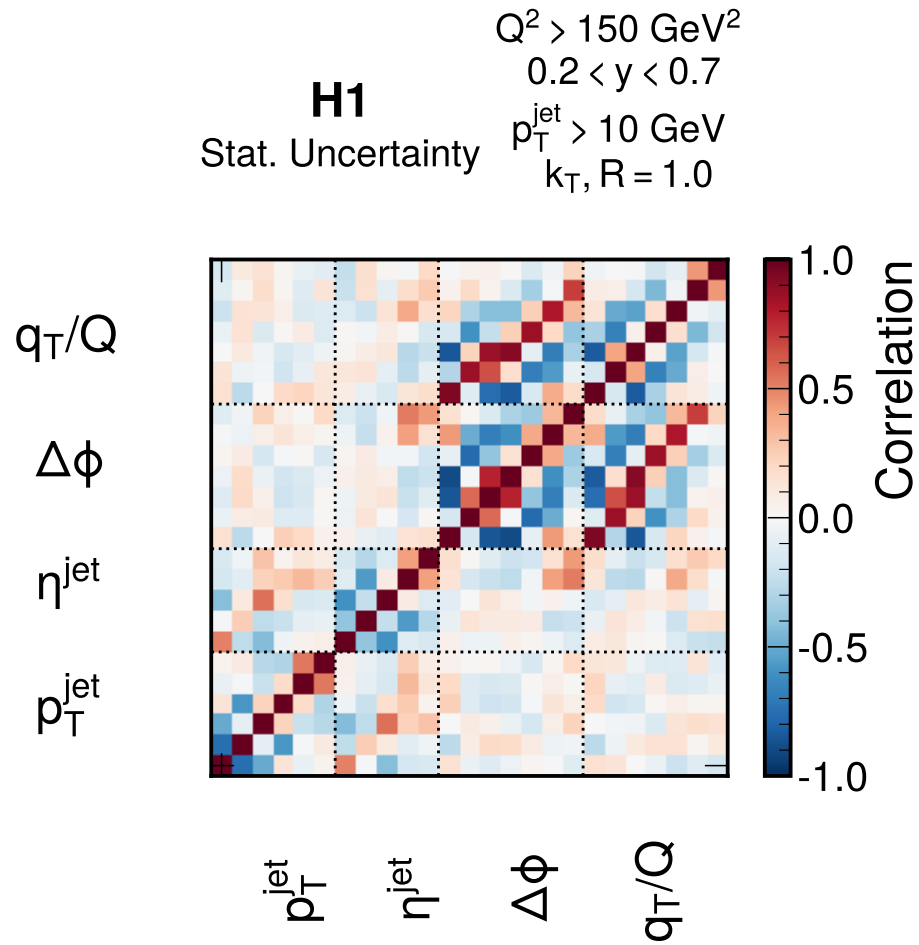 Q² > 150 GeV²
0.2 < y < 0.7
H1
p_T^jet > 10 GeV
Stat. Uncertainty
k_T, R = 1.0
1.0
0.5
0.0
-0.5
-1.0
Correlation
q_T/Q
Δϕ
η^jet
p_T^jet
p_T^jet
η^jet
Δϕ
q_T/Q